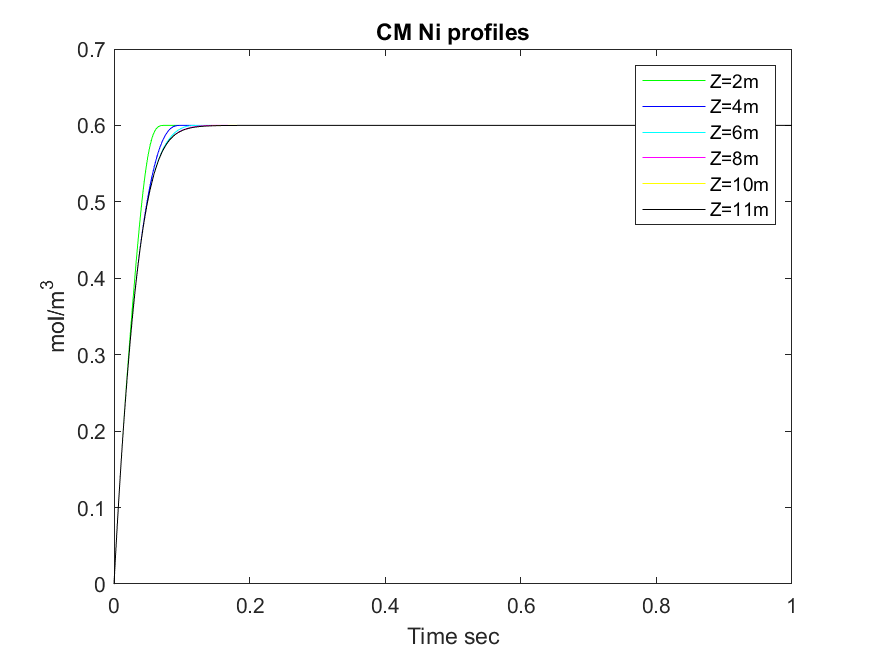 CM Ni profiles
0.7
0.6
0.5
0.4
0.3
0.2
0.1
0
mol/m³
Z=2m
Z=4m
Z=6m
Z=8m
Z=10m
Z=11m
0 0.2 0.4 0.6 0.8 1
Time sec